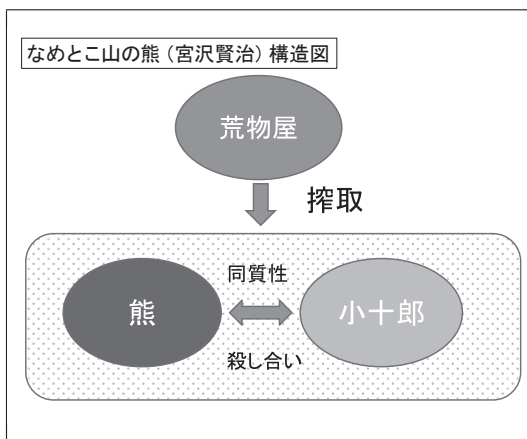 なめとこ山の熊（宮沢賢治）構造図
荒物屋
搾取
同質性
熊
小十郎
殺し合い